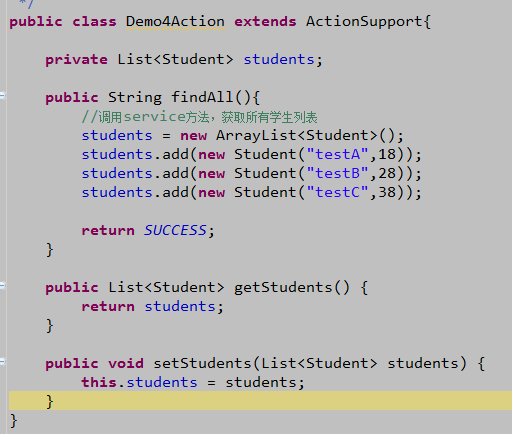 */
public class Demo4Action extends ActionSupport{
private List<Student> students;
public String findAll(){
//调用service方法，获取所有学生列表
students = new ArrayList<Student>();
students.add(new Student("testA",18));
students.add(new Student("testB",28));
students.add(new Student("testC",38));
return SUCCESS;
}
public List<Student> getStudents() {
return students;
}
public void setStudents(List<Student> students) {
this.students = students;
}
}